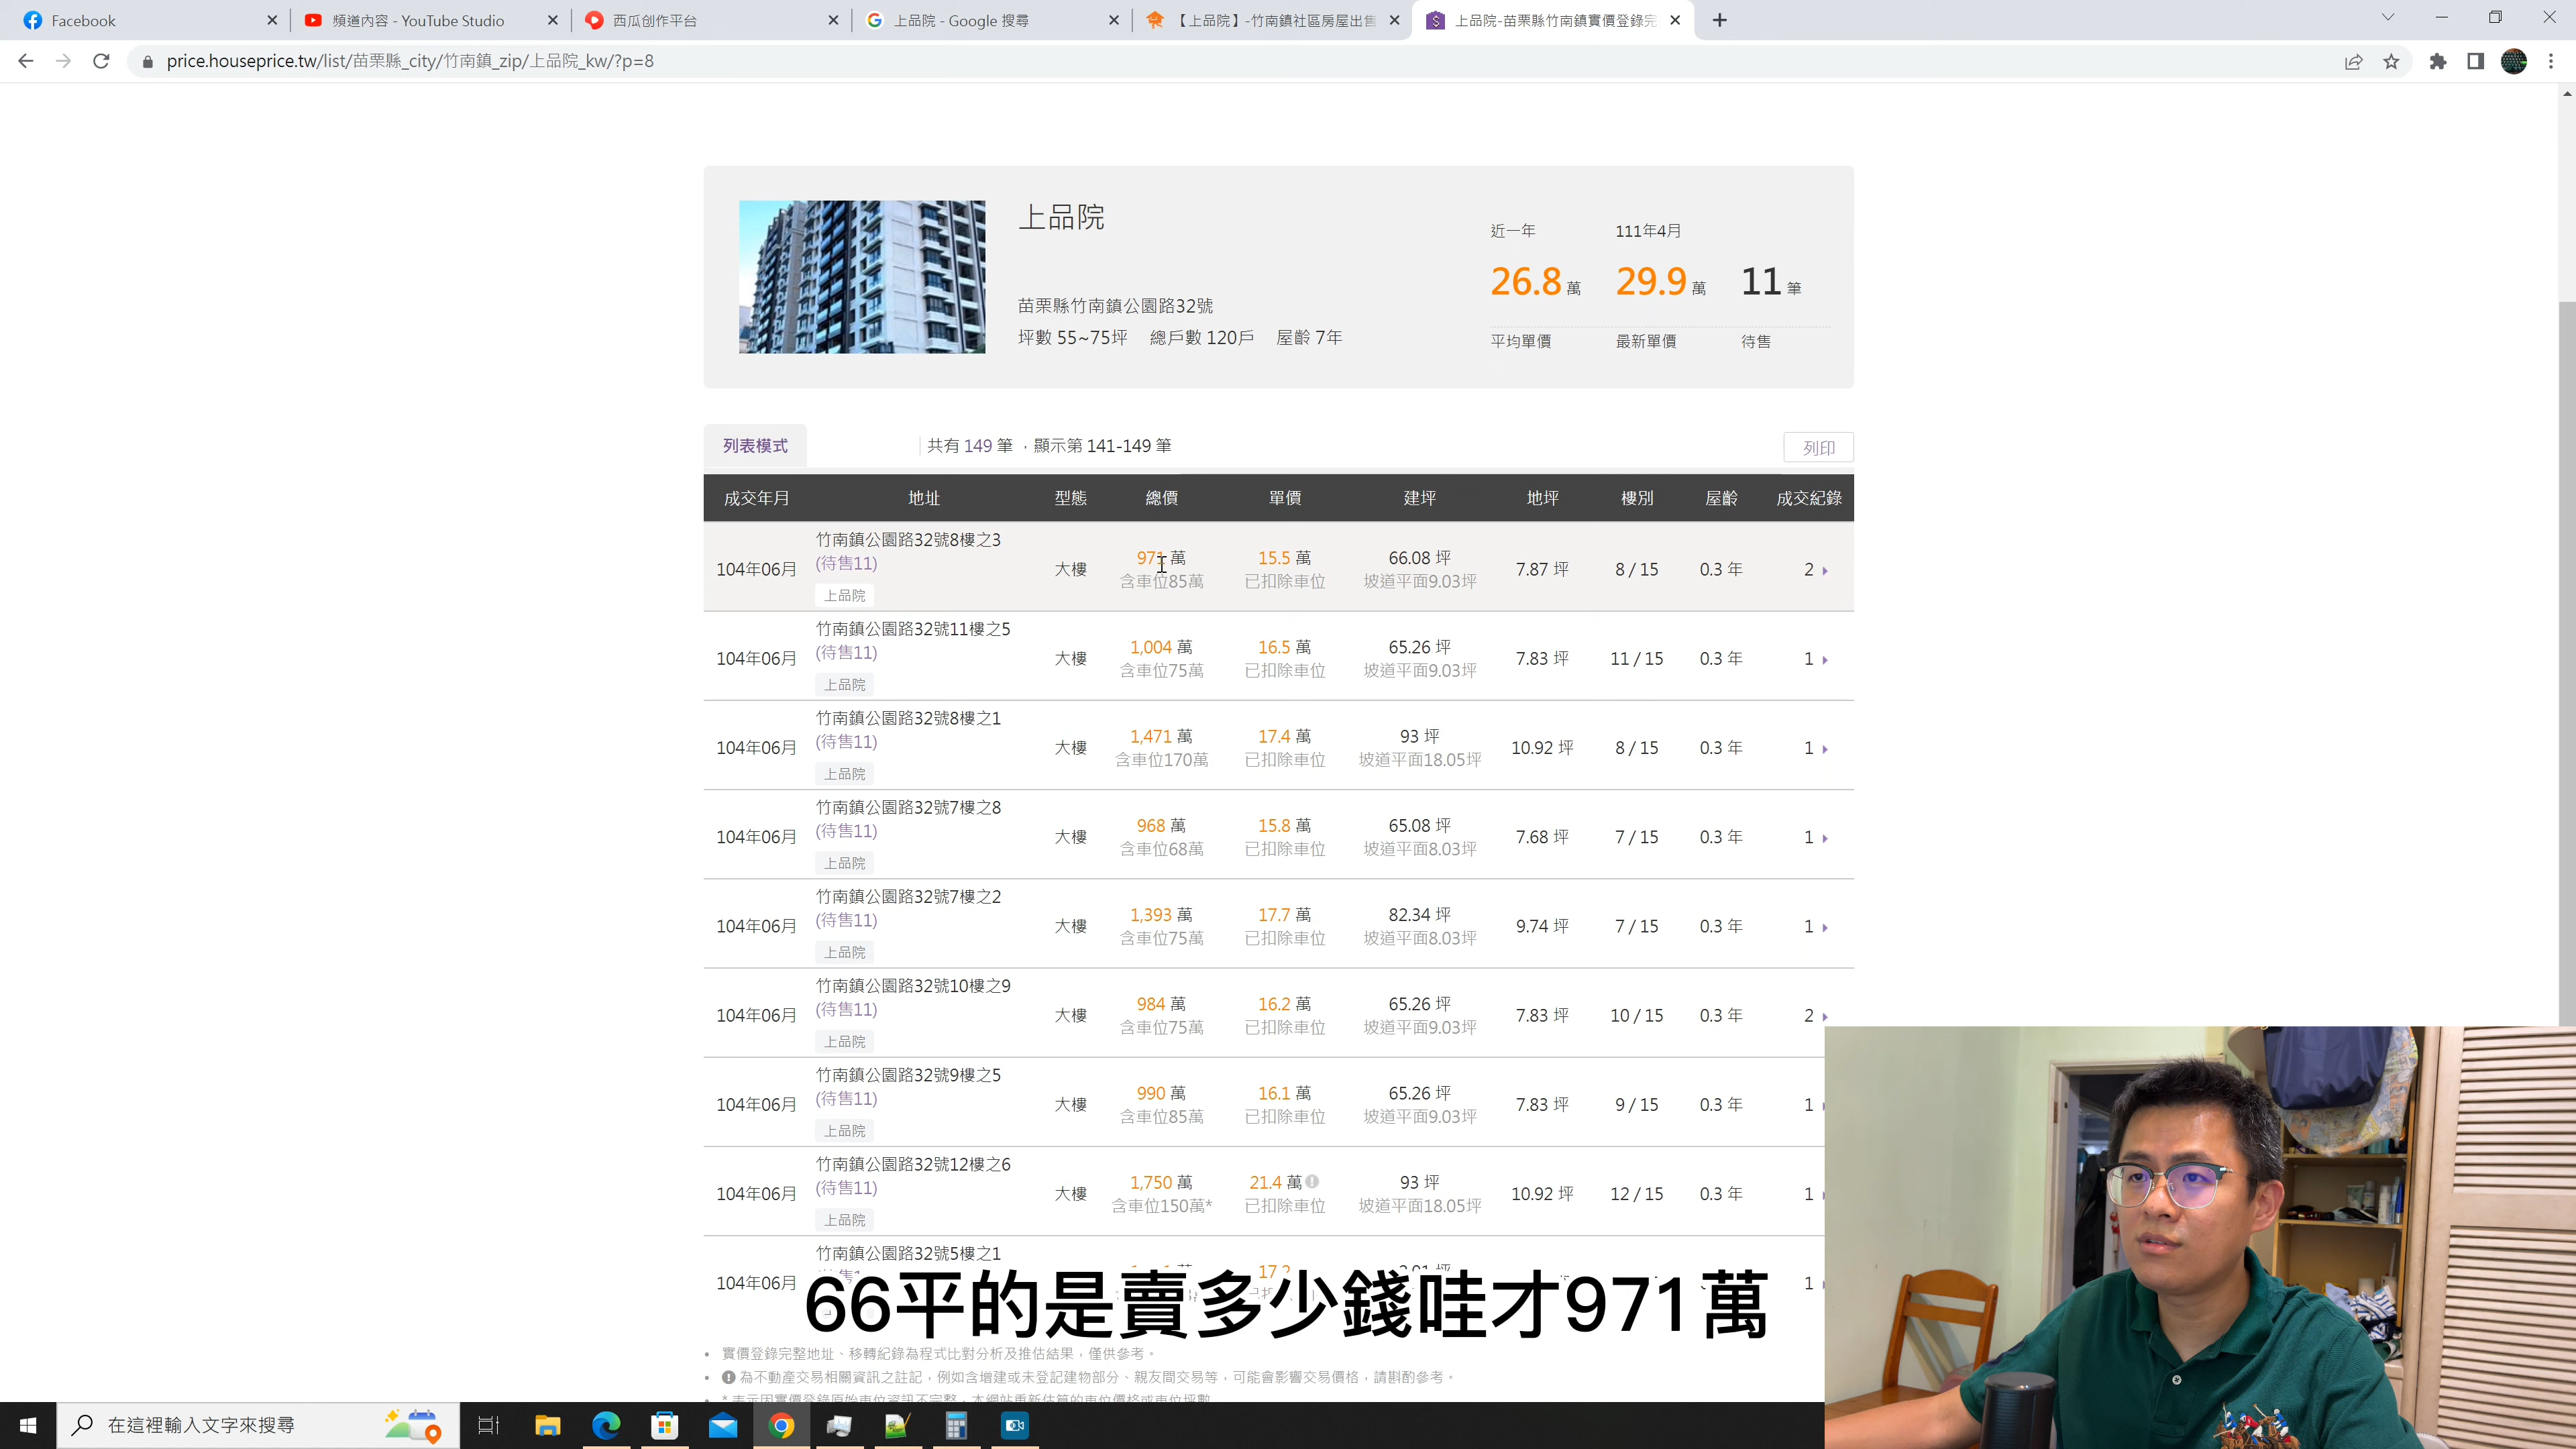 Facebook
頻道內容 - YouTube Studio
西瓜创作平台
上品院 - Google 搜尋
【上品院】-竹南鎮社區房屋出售
上品院-苗栗縣竹南鎮實價登錄完
price.houseprice.tw/list/苗栗縣_city/竹南鎮_zip/上品院_kw/?p=8
上品院
苗栗縣竹南鎮公園路32號
坪數 55~75坪 總戶數 120戶 屋齡 7年
近一年 111年4月
26.8 萬 29.9 萬 11 筆
平均單價 最新單價 待售
列表模式 共有 149 筆 ，顯示第 141-149 筆 列印
成交年月 地址 型態 總價 單價 建坪 地坪 樓別 屋齡 成交紀錄
竹南鎮公園路32號8樓之3
104年06月 (待售11) 大樓 971 萬 15.5 萬 66.08 坪 7.87 坪 8 / 15 0.3 年 2
含車位85萬 已扣除車位 坡道平面9.03坪
上品院
竹南鎮公園路32號11樓之5
104年06月 (待售11) 大樓 1,004 萬 16.5 萬 65.26 坪 7.83 坪 11 / 15 0.3 年 1
含車位75萬 已扣除車位 坡道平面9.03坪
上品院
竹南鎮公園路32號8樓之1
104年06月 (待售11) 大樓 1,471 萬 17.4 萬 93 坪 10.92 坪 8 / 15 0.3 年 1
含車位170萬 已扣除車位 坡道平面18.05坪
上品院
竹南鎮公園路32號7樓之8
104年06月 (待售11) 大樓 968 萬 15.8 萬 65.08 坪 7.68 坪 7 / 15 0.3 年 1
含車位68萬 已扣除車位 坡道平面8.03坪
上品院
竹南鎮公園路32號7樓之2
104年06月 (待售11) 大樓 1,393 萬 17.7 萬 82.34 坪 9.74 坪 7 / 15 0.3 年 1
含車位75萬 已扣除車位 坡道平面8.03坪
上品院
竹南鎮公園路32號10樓之9
104年06月 (待售11) 大樓 984 萬 16.2 萬 65.26 坪 7.83 坪 10 / 15 0.3 年 2
含車位75萬 已扣除車位 坡道平面9.03坪
上品院
竹南鎮公園路32號9樓之5
104年06月 (待售11) 大樓 990 萬 16.1 萬 65.26 坪 7.83 坪 9 / 15 0.3 年 1
含車位85萬 已扣除車位 坡道平面9.03坪
上品院
竹南鎮公園路32號12樓之6
104年06月 (待售11) 大樓 1,750 萬 21.4 萬 93 坪 10.92 坪 12 / 15 0.3 年 1
含車位150萬* 已扣除車位 坡道平面18.05坪
上品院
竹南鎮公園路32號5樓之1
104年06月 17.2 1
66平的是賣多少錢哇才971萬
實價登錄完整地址、移轉紀錄為程式比對分析及推估結果，僅供參考。
為不動產交易相關資訊之註記，例如含增建或未登記建物部分、親友間交易等，可能會影響交易價格，請斟酌參考。
* 表示因實價登錄原始車位資訊不完整，本網站重新估算的車位價格或車位坪數
在這裡輸入文字來搜尋